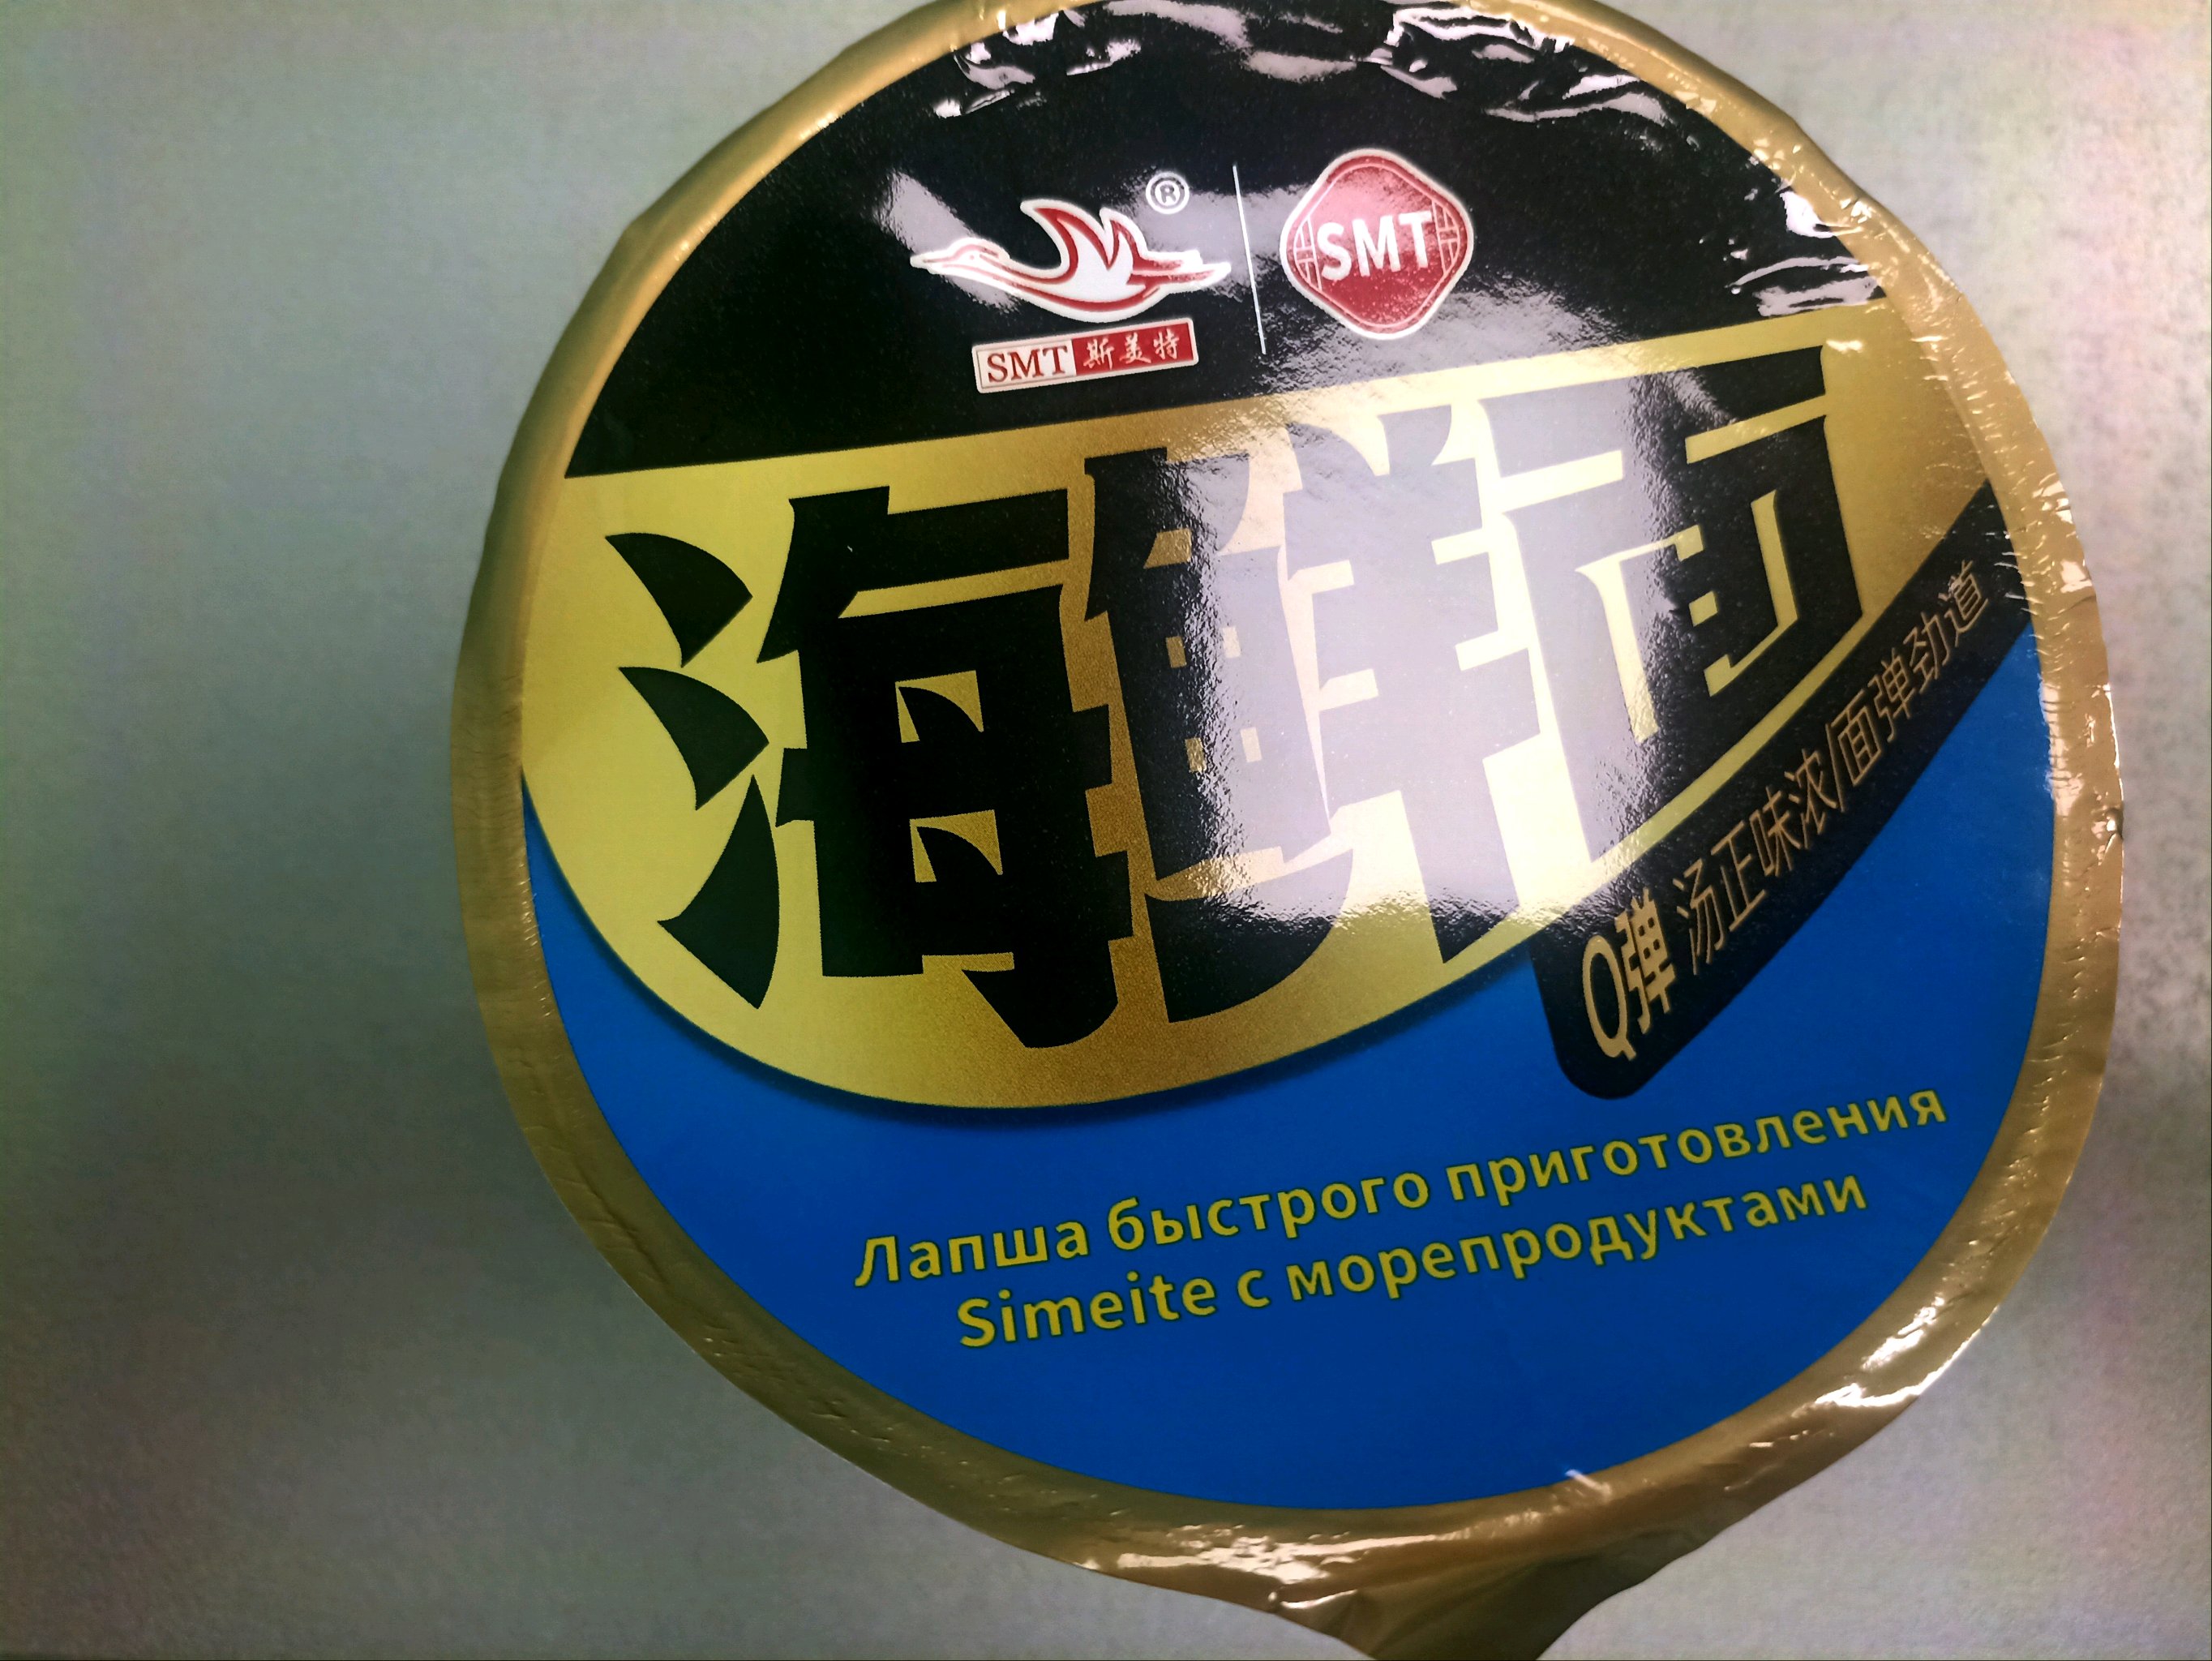 ®
SMT 斯美特
SMT
海鲜面
Q弹 汤正味浓/面弹劲道
Лапша быстрого приготовления
Simeite с морепродуктами